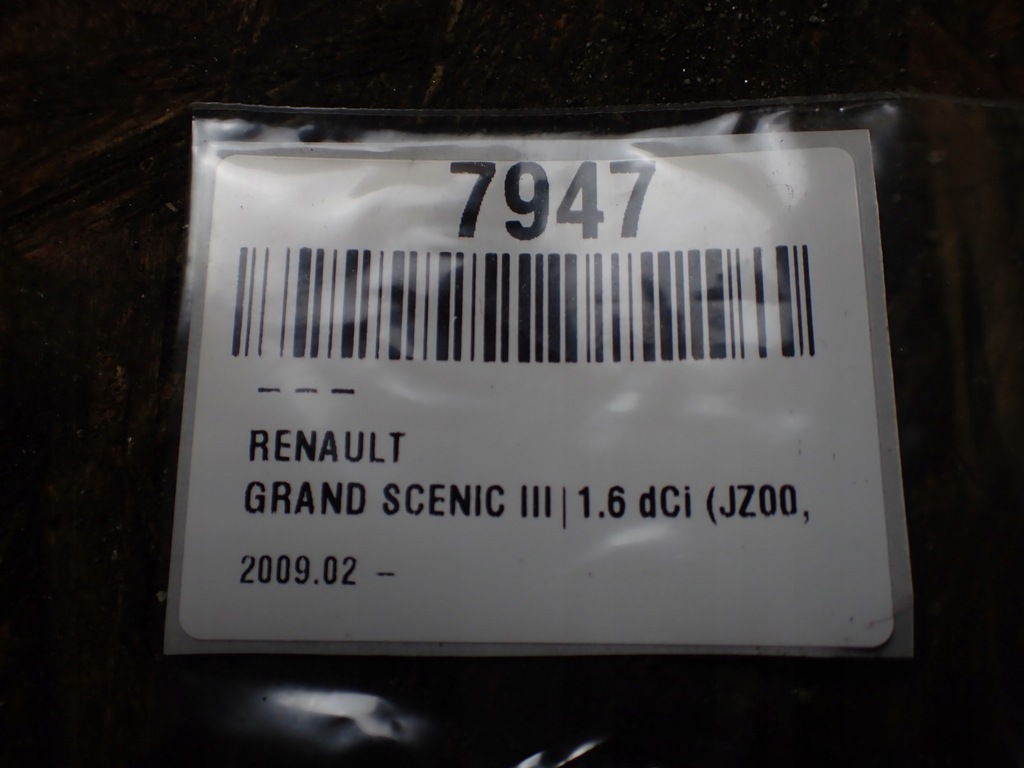 7947
---
RENAULT
GRAND SCENIC III | 1.6 dCi (JZ00,
2009.02 -